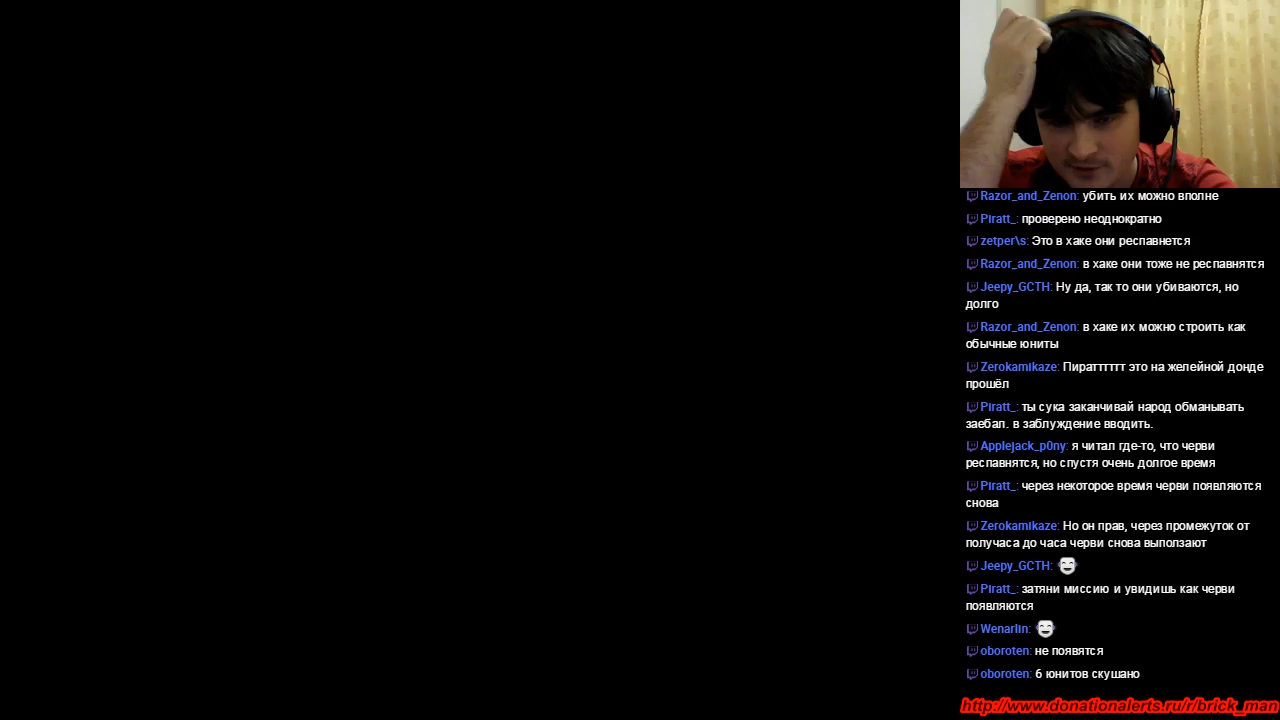 Razor_and_Zenon: убить их можно вполне
Piratt_: проверено неоднократно
zetper\s: Это в хаке они респавнется
Razor_and_Zenon: в хаке они тоже не респавнятся
Jeepy_GCTH: Ну да, так то они убиваются, но
долго
Razor_and_Zenon: в хаке их можно строить как
обычные юниты
Zerokamikaze: Пиратттттт это на желейной донде
прошёл
Piratt_: ты сука заканчивай народ обманывать
заебал. в заблуждение вводить.
Applejack_p0ny: я читал где-то, что черви
респавнятся, но спустя очень долгое время
Piratt_: через некоторое время черви появляются
снова
Zerokamikaze: Но он прав, через промежуток от
получаса до часа черви снова выползают
Jeepy_GCTH:
Piratt_: затяни миссию и увидишь как черви
появляются
Wenarlin:
oboroten: не появятся
oboroten: 6 юнитов скушано
http://www.donationalerts.ru/r/brick_man